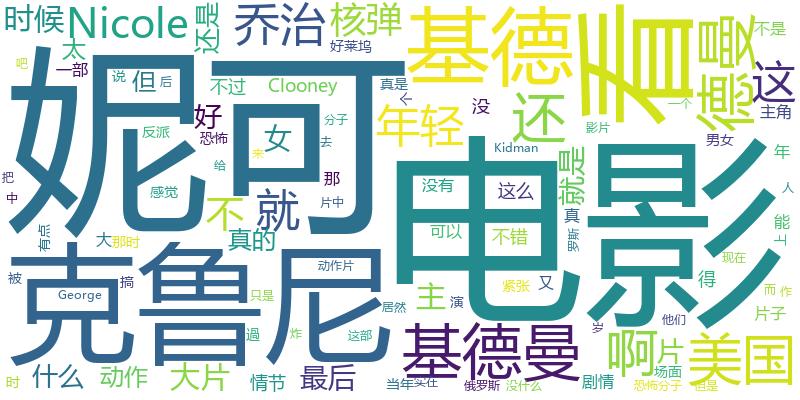 时候 Nicole 还是 乔治 核弹 基德 看 德曼 不是
吧 太 好莱坞 这
一部 说 但 后 不过 Clooney 真是 个 一个 主角
妮可 反派 恐怖 好 女 分子 年轻 没 还 影片 男女
把 中 感觉 给 来 去 Kidman 就是 年 人
电影
那 片中 没有 这么 真 能 上
不 就 可以 不错 罗斯
有点 大 那时 真的 得 现在 而 作
克鲁尼 动作片 紧张 又
被 George 搞 只是 居然 主 演 片子
過 炸 这部 基德曼 岁 他们
啊 片 美国
时 什么 动作 大片 情节 最后 当年 实在 俄罗斯 没什么 剧情 场面 恐怖分子 但是